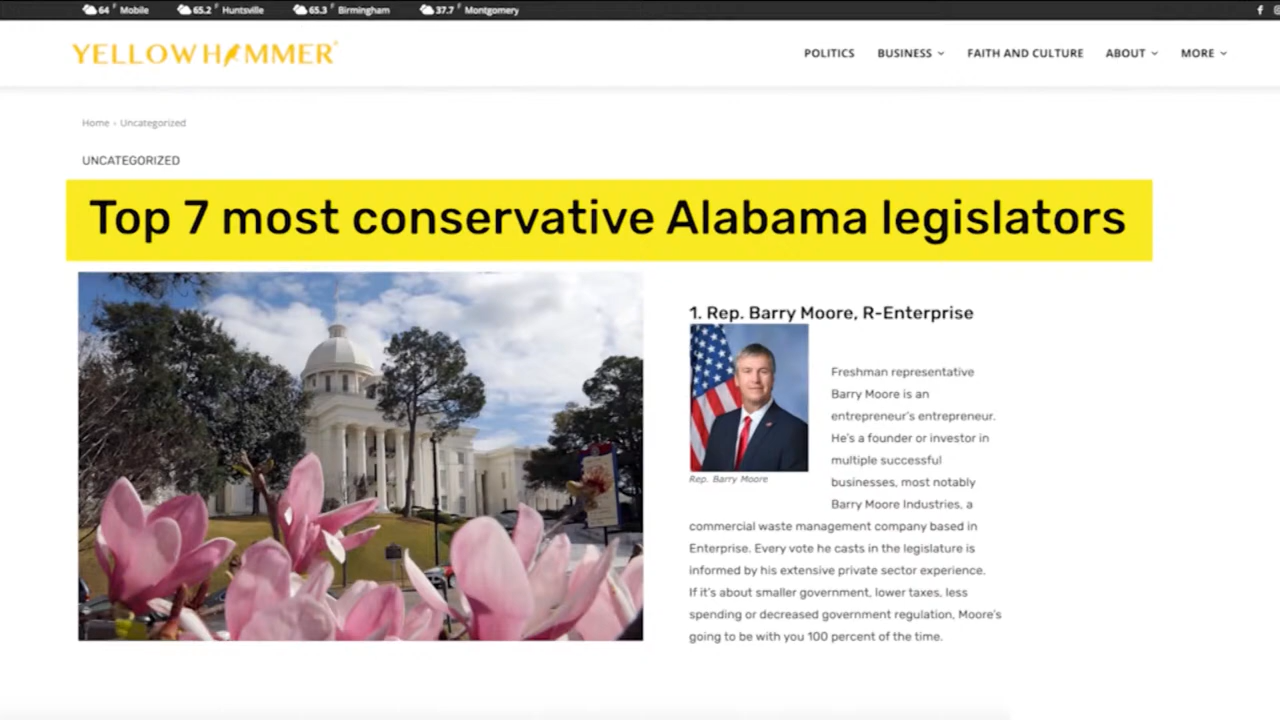 64 F Mobile 65.2 F Huntsville 65.3 F Birmingham 37.7 F Montgomery
YELLOWHAMMER
POLITICS BUSINESS FAITH AND CULTURE ABOUT MORE
Home Uncategorized
UNCATEGORIZED
Top 7 most conservative Alabama legislators
1. Rep. Barry Moore, R-Enterprise
Freshman representative
Barry Moore is an
entrepreneur's entrepreneur.
He's a founder or investor in
multiple successful
businesses, most notably
Barry Moore Industries, a
Rep. Barry Moore
commercial waste management company based in
Enterprise. Every vote he casts in the legislature is
informed by his extensive private sector experience.
If it's about smaller government, lower taxes, less
spending or decreased government regulation, Moore's
going to be with you 100 percent of the time.